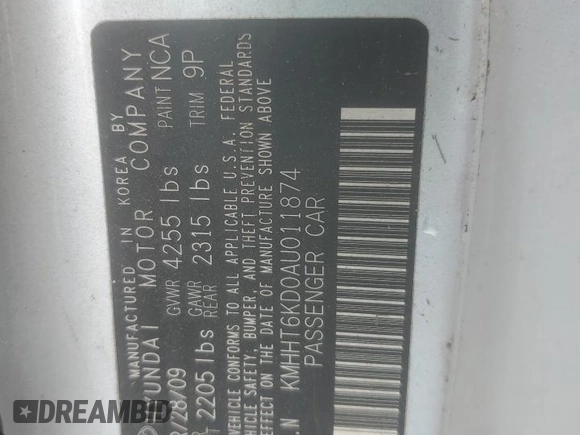 MANUFACTURED IN KOREA BY
HYUNDAI MOTOR COMPANY
/28/09 GVWR 4255 lbs PAINT NCA
2205 lbs GAWR REAR 2315 lbs TRIM 9P
VEHICLE CONFORMS TO ALL APPLICABLE U.S.A. FEDERAL
SAFETY, BUMPER, AND THEFT PREVENTION STANDARDS
EFFECT ON THE DATE OF MANUFACTURE SHOWN ABOVE
.N KMHHT6KD0AU011874
PASSENGER CAR
DREAMBID